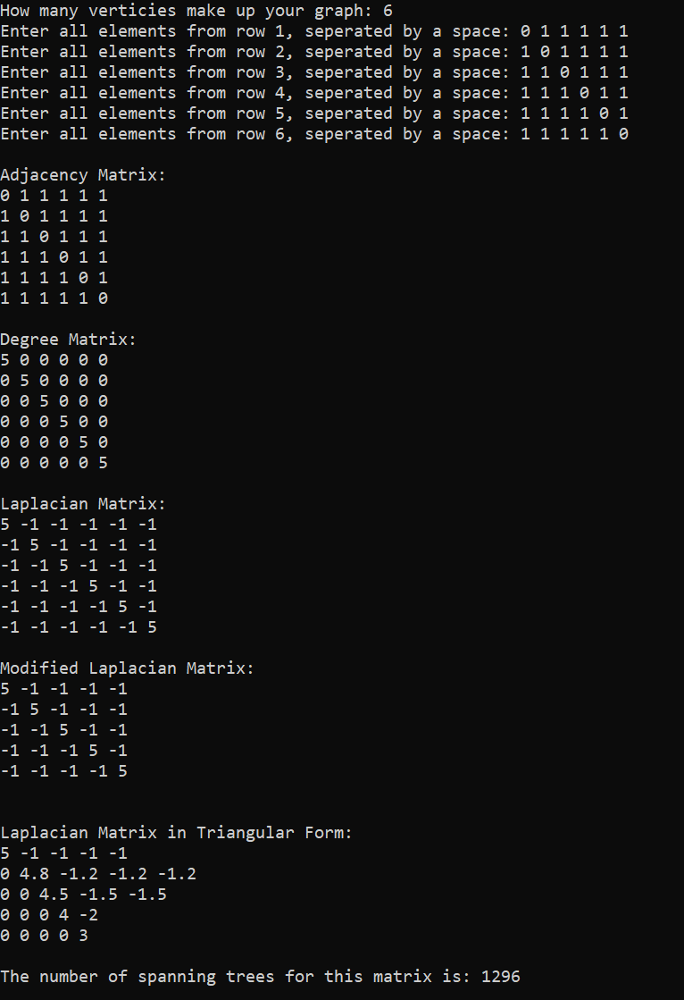 How many verticies make up your graph: 6
Enter all elements from row 1, seperated by a space: 0 1 1 1 1 1
Enter all elements from row 2, seperated by a space: 1 0 1 1 1 1
Enter all elements from row 3, seperated by a space: 1 1 0 1 1 1
Enter all elements from row 4, seperated by a space: 1 1 1 0 1 1
Enter all elements from row 5, seperated by a space: 1 1 1 1 0 1
Enter all elements from row 6, seperated by a space: 1 1 1 1 1 0
Adjacency Matrix:
0 1 1 1 1 1
1 0 1 1 1 1
1 1 0 1 1 1
1 1 1 0 1 1
1 1 1 1 0 1
1 1 1 1 1 0
Degree Matrix:
5 0 0 0 0 0
0 5 0 0 0 0
0 0 5 0 0 0
0 0 0 5 0 0
0 0 0 0 5 0
0 0 0 0 0 5
Laplacian Matrix:
5 -1 -1 -1 -1 -1
-1 5 -1 -1 -1 -1
-1 -1 5 -1 -1 -1
-1 -1 -1 5 -1 -1
-1 -1 -1 -1 5 -1
-1 -1 -1 -1 -1 5
Modified Laplacian Matrix:
5 -1 -1 -1 -1
-1 5 -1 -1 -1
-1 -1 5 -1 -1
-1 -1 -1 5 -1
-1 -1 -1 -1 5
Laplacian Matrix in Triangular Form:
5 -1 -1 -1 -1
0 4.8 -1.2 -1.2 -1.2
0 0 4.5 -1.5 -1.5
0 0 0 4 -2
0 0 0 0 3
The number of spanning trees for this matrix is: 1296